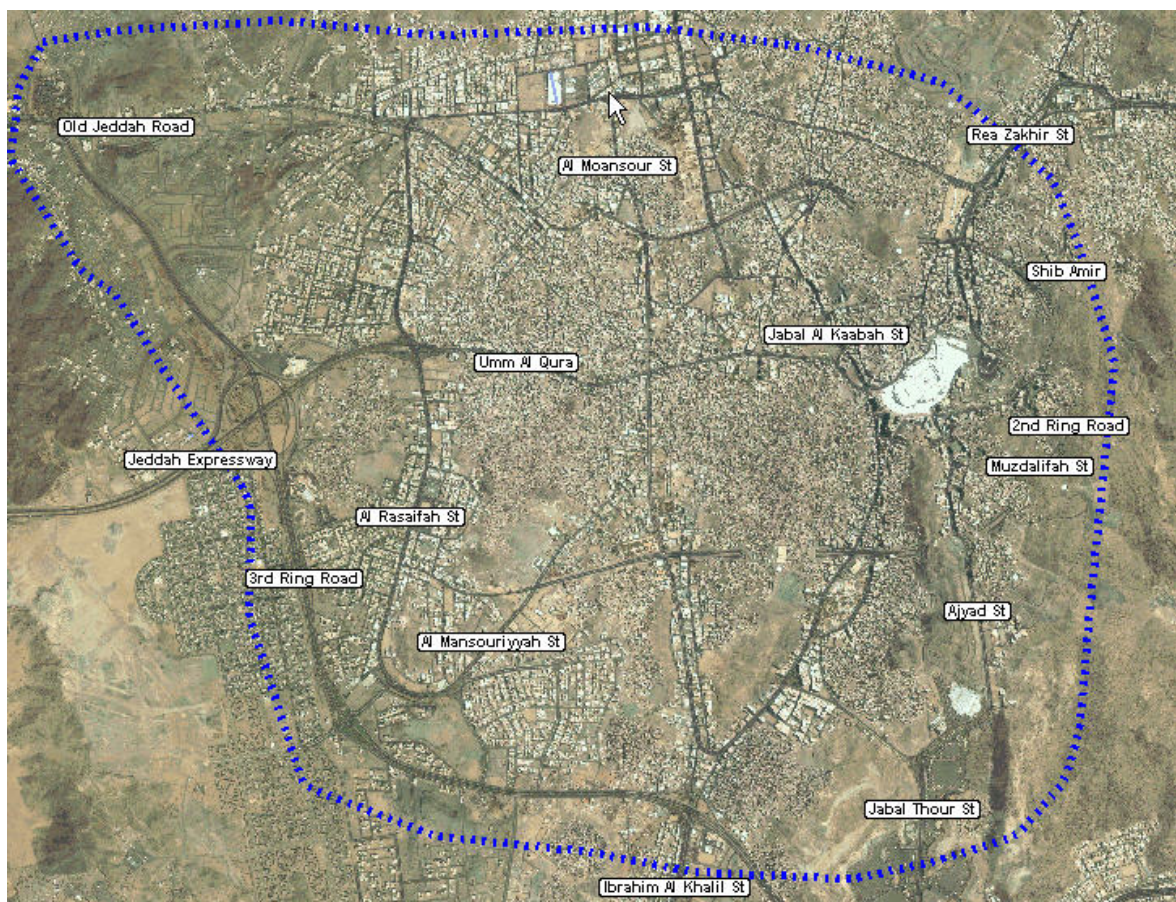 Old Jeddah Road
Rea Zakhir St
Al Moansour St
Shib Amir
Jabal Al Kaabah St
Umm Al Qura
2nd Ring Road
Jeddah Expressway
Muzdalifah St
Al Rasaifah St
3rd Ring Road
Ajyad St
Al Mansouriyyah St
Jabal Thour St
Ibrahim Al Khalil St